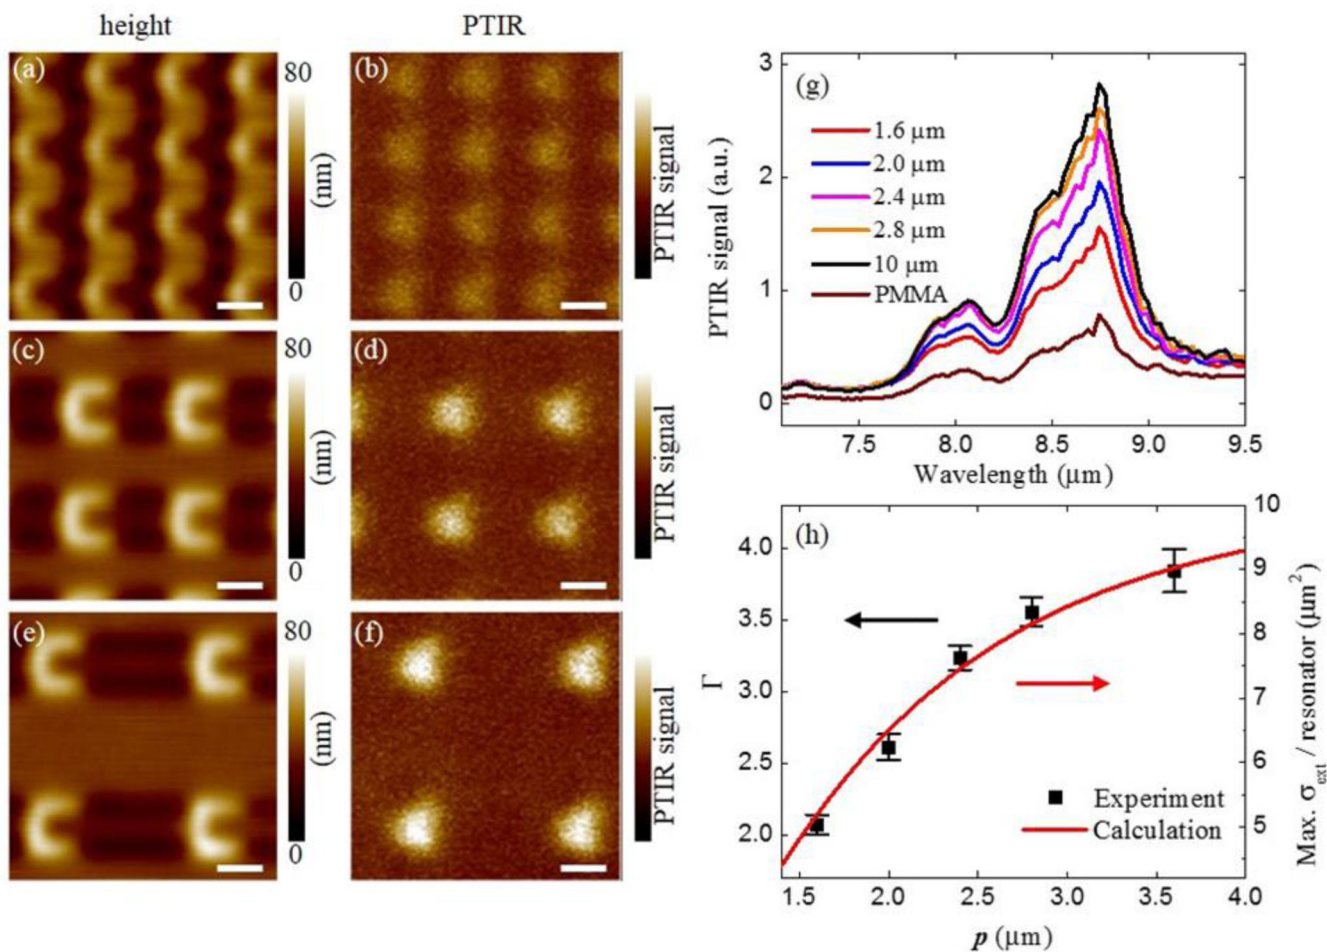 height
PTIR
(a)
80
(nm)
0
(b)
PTIR signal
(c)
80
(nm)
0
(d)
PTIR signal
(e)
80
(nm)
0
(f)
PTIR signal
(g)
3
2
1
0
PTIR signal (a.u.)
1.6 μm
2.0 μm
2.4 μm
2.8 μm
10 μm
PMMA
7.5 8.0 8.5 9.0 9.5
Wavelength (μm)
(h)
4.0
3.5
3.0
2.5
2.0
Γ
10
9
8
7
6
5
Max. σext / resonator (μm²)
Experiment
Calculation
1.5 2.0 2.5 3.0 3.5 4.0
p (μm)